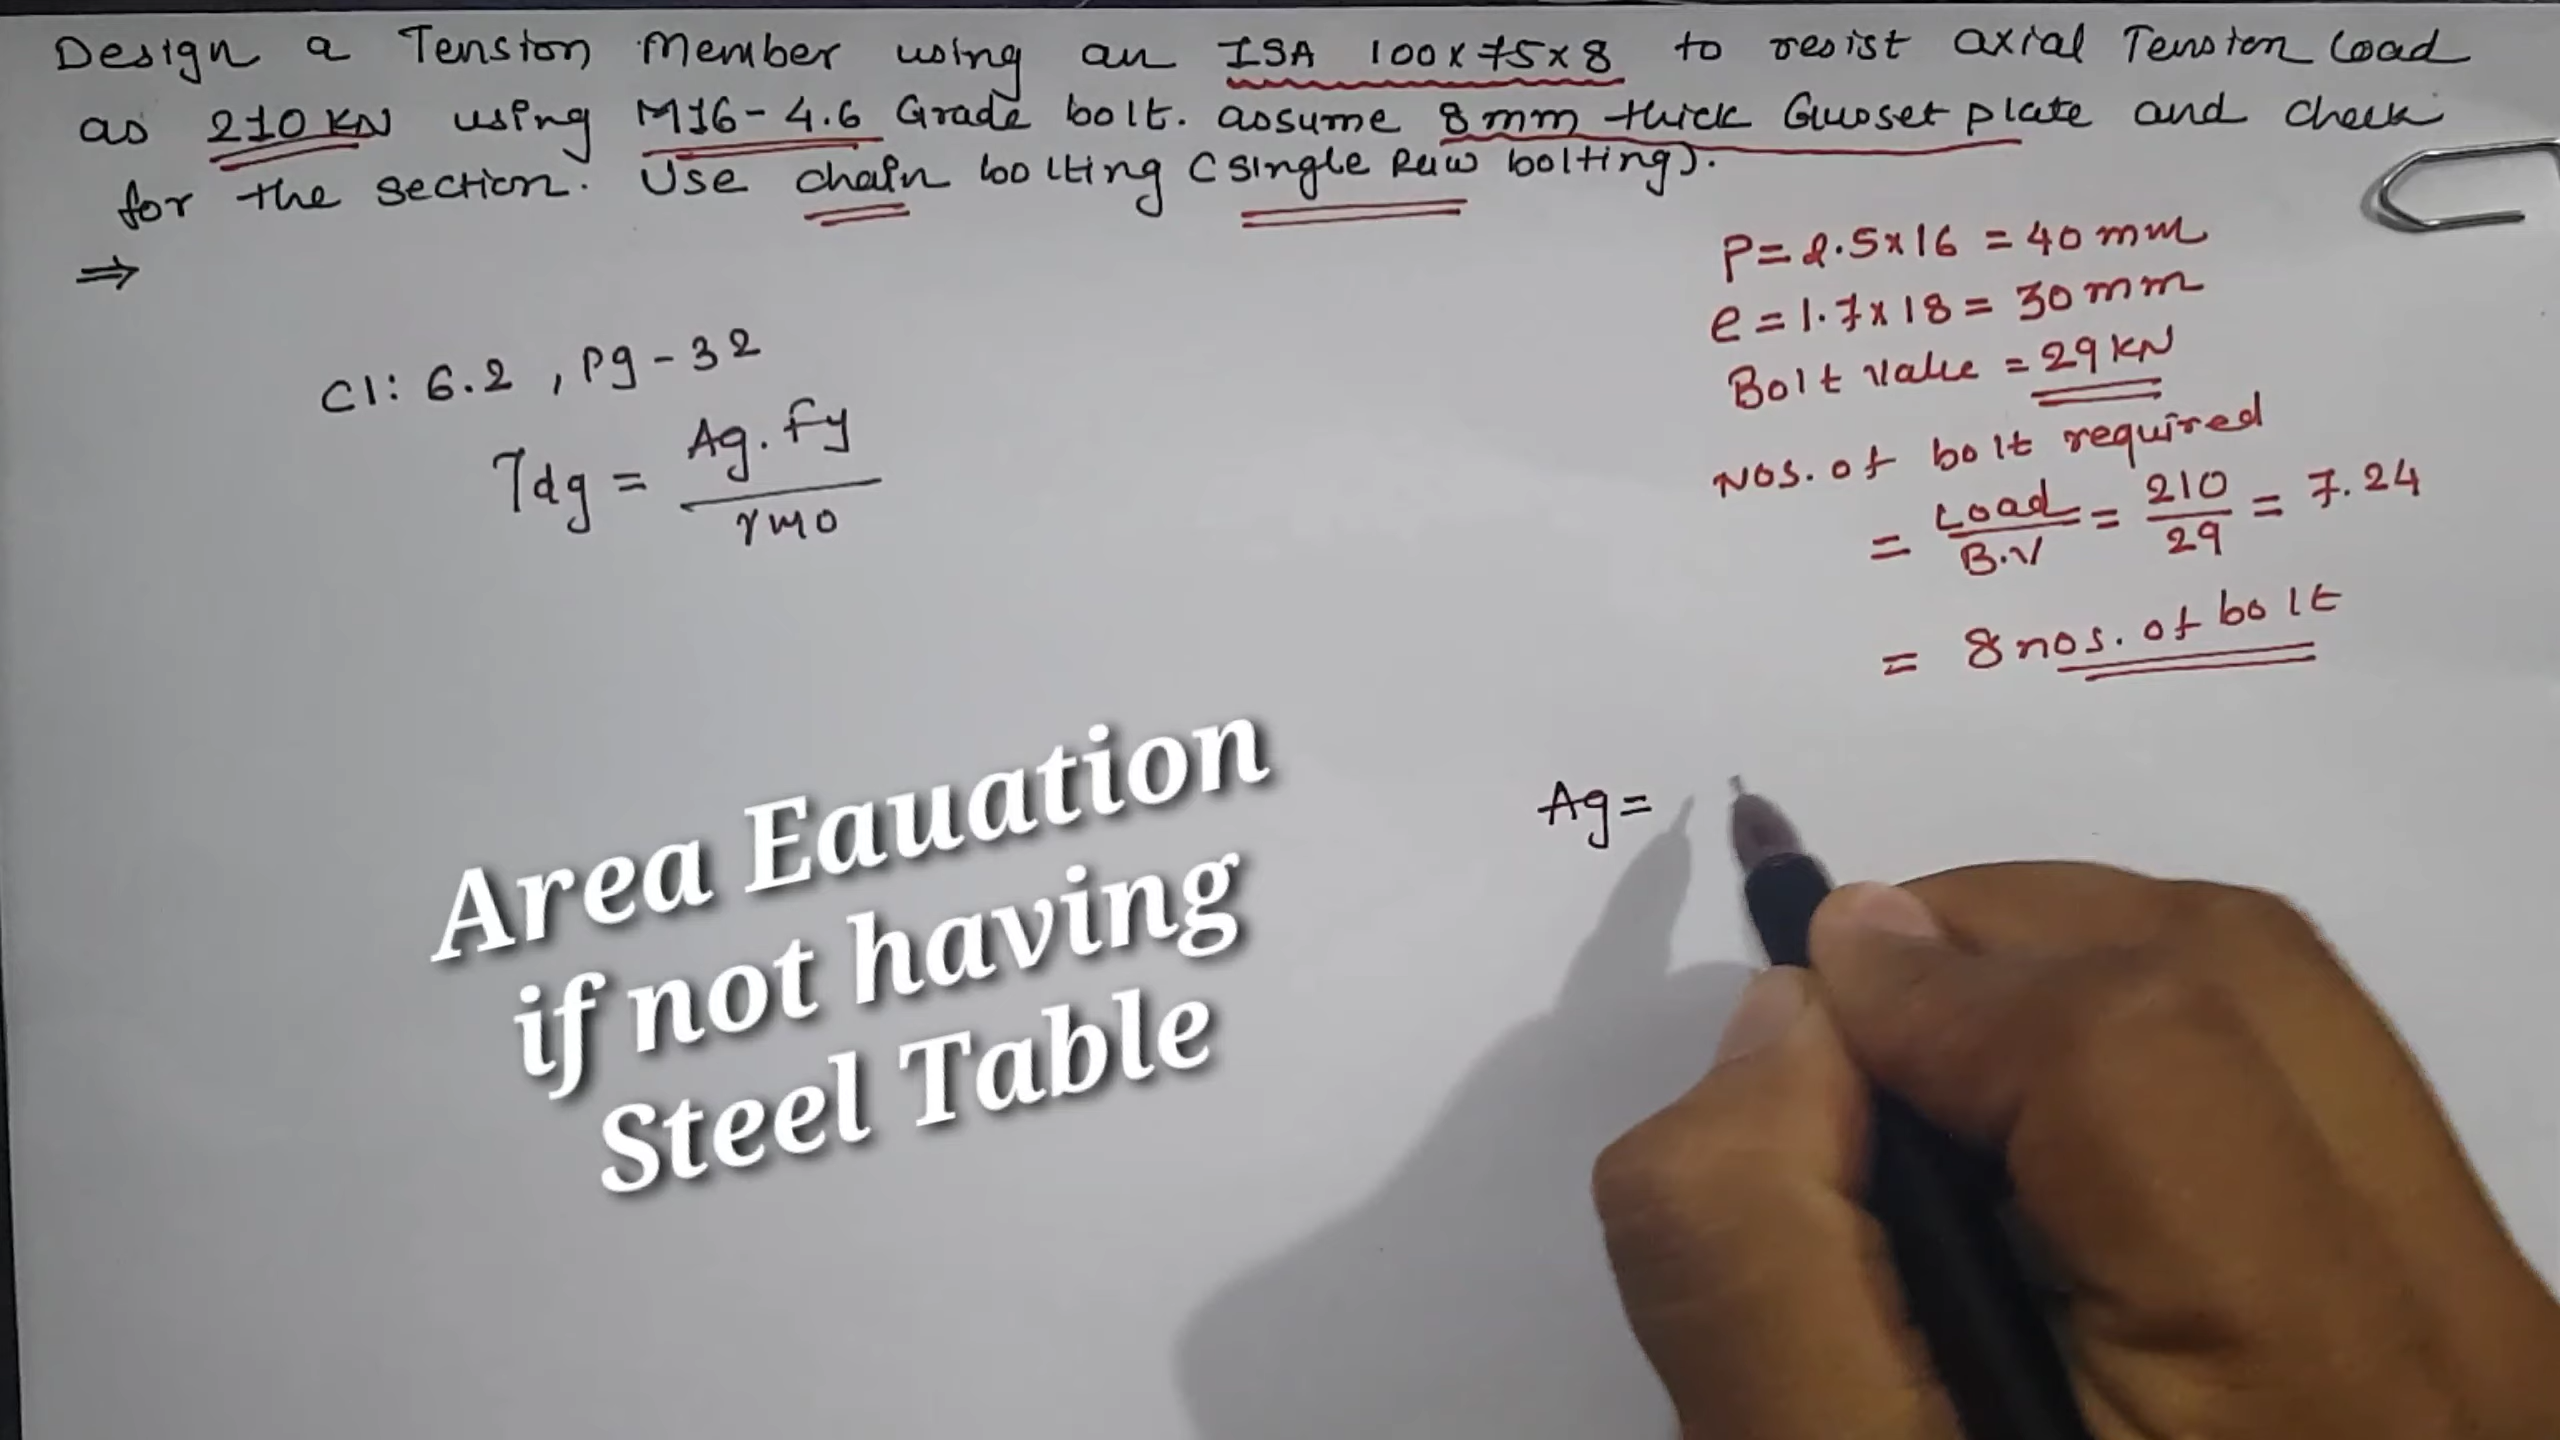 Design a Tension Member using an ISA 100x75x8 to resist axial Tension load
as 210 KN using M16-4.6 Grade bolt. assume 8mm thick Gusset plate and check
for the section. Use chain bolting (single Raw bolting).
⇒
P = 2.5x16 = 40 mm
e = 1.7x18 = 30 mm
Bolt Value = 29 KN
Nos. of bolt required
= Load/B.V = 210/29 = 7.24
= 8 nos. of bolt
Cl: 6.2 , Pg-32
Tdg = Ag. fy / γmo
Ag =
Area Eauation
if not having
Steel Table